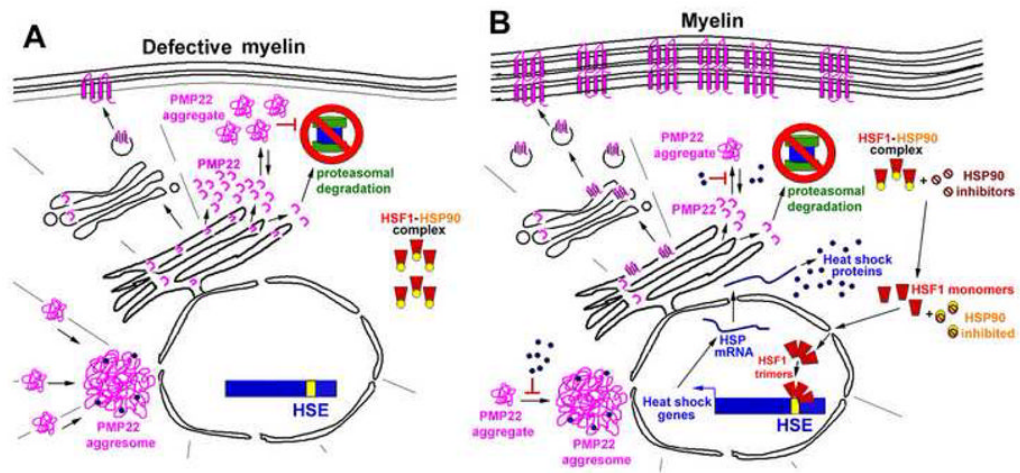 A
Defective myelin
PMP22
aggregate
PMP22
proteasomal
degradation
HSF1-HSP90
complex
HSE
PMP22
aggresome
B
Myelin
PMP22
aggregate
PMP22
proteasomal
degradation
HSF1-HSP90
complex
+
HSP90
inhibitors
Heat shock
proteins
HSF1 monomers
+
HSP90
inhibited
HSP
mRNA
HSF1
trimers
Heat shock
genes
HSE
PMP22
aggregate
PMP22
aggresome